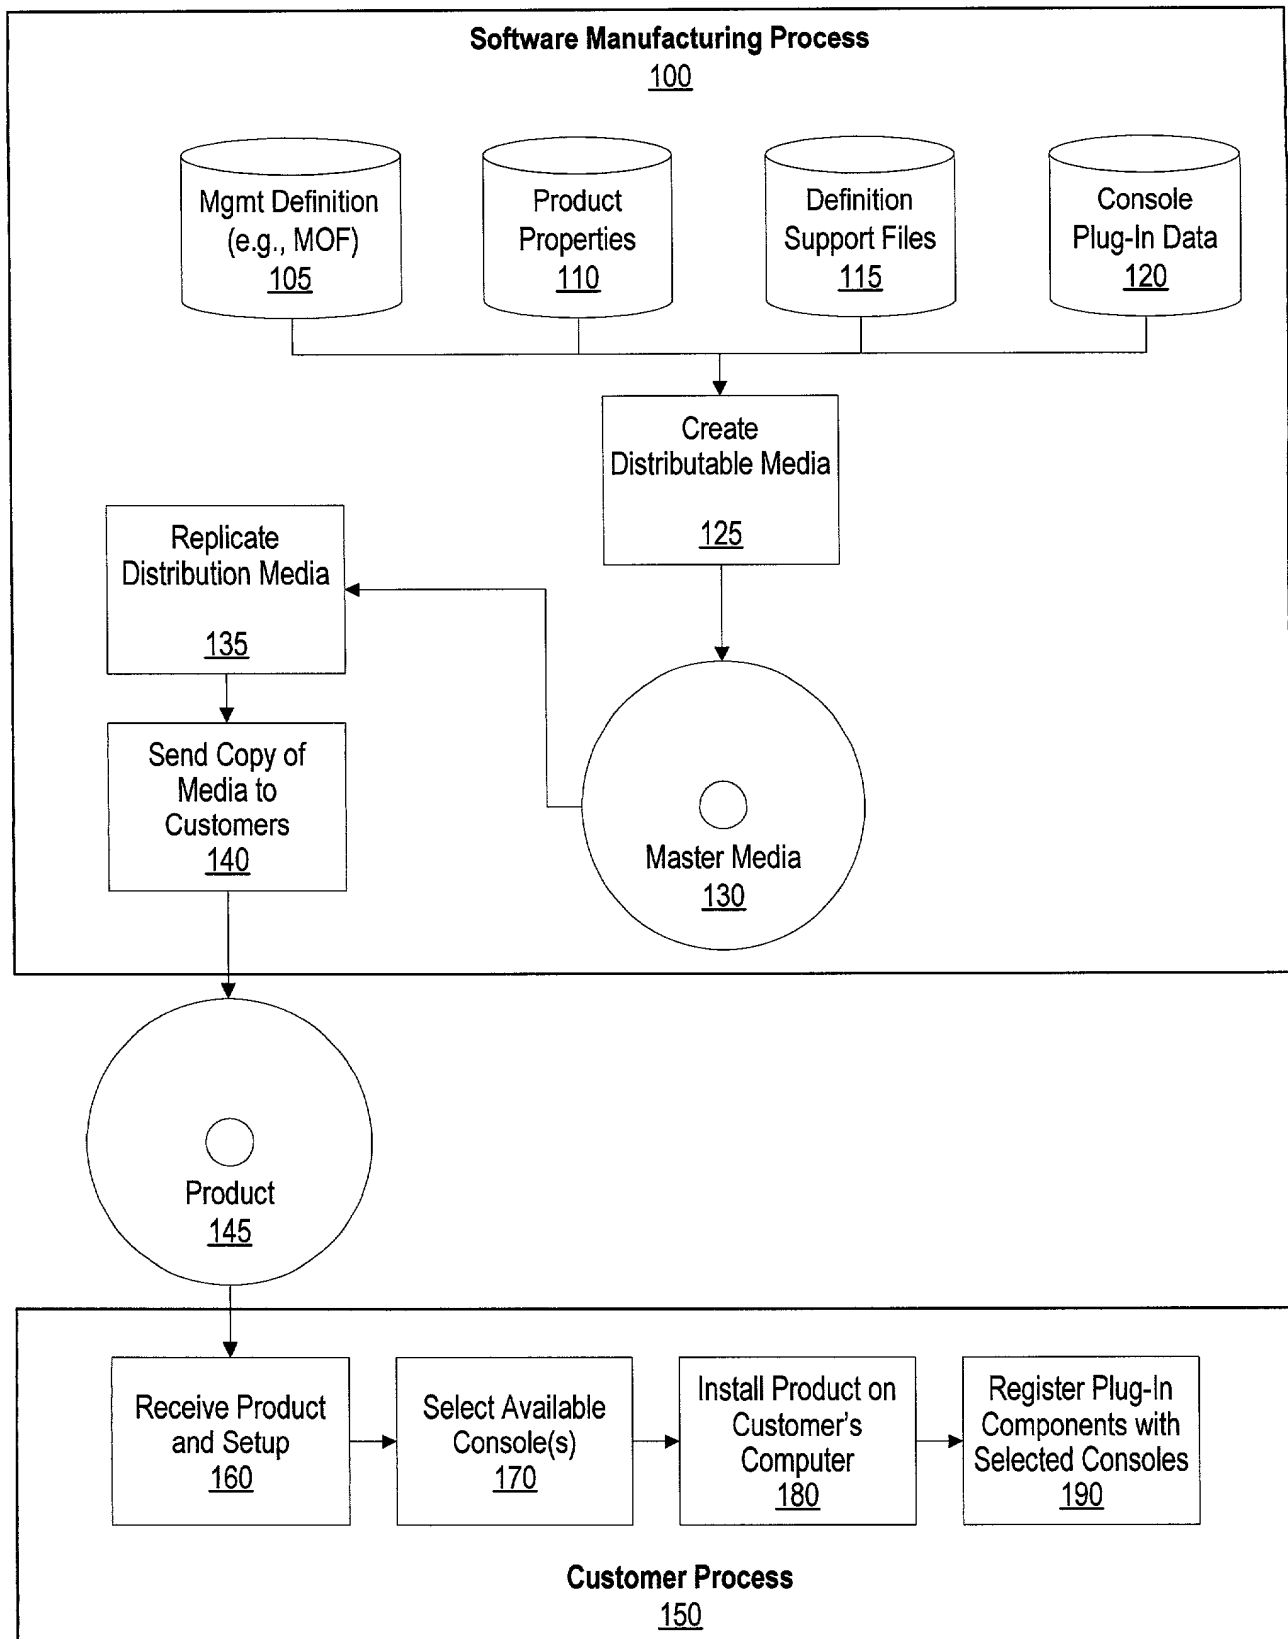 Software Manufacturing Process
100
Mgmt Definition
(e.g., MOF)
105
Product
Properties
110
Definition
Support Files
115
Console
Plug-In Data
120
Create
Distributable Media
125
Replicate
Distribution Media
135
Send Copy of
Media to
Customers
140
Master Media
130
Product
145
Receive Product
and Setup
160
Select Available
Console(s)
170
Install Product on
Customer's
Computer
180
Register Plug-In
Components with
Selected Consoles
190
Customer Process
150